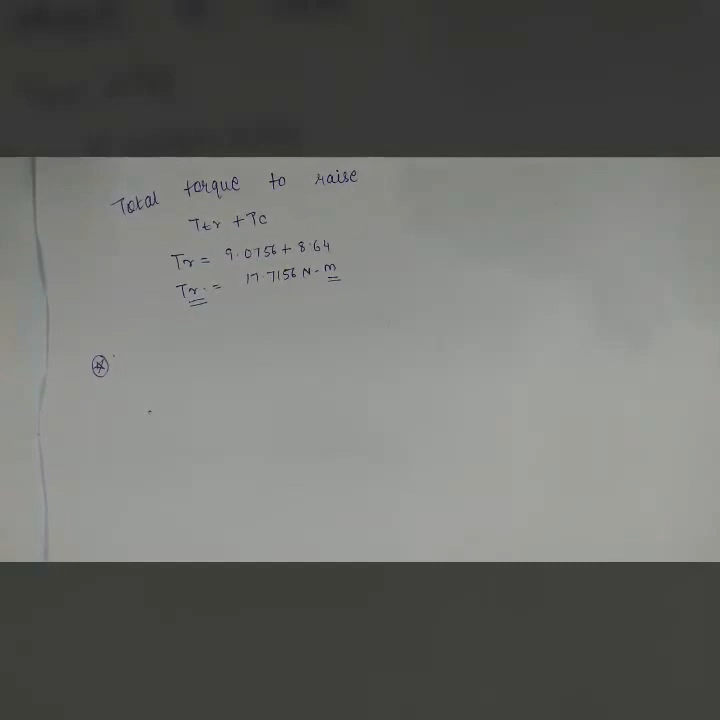 Total torque to raise
Ttr + Tc
Tr = 9.0756 + 8.64
Tr. = 17.7156 N-m